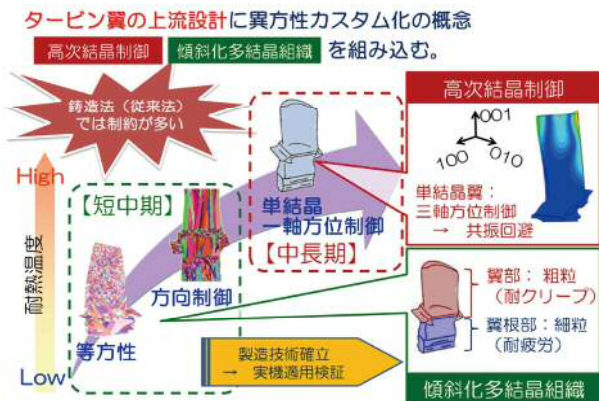 タービン翼の上流設計に異方性カスタム化の概念
高次結晶制御 傾斜化多結晶組織 を組み込む。
鋳造法（従来法）
では制約が多い
高次結晶制御
001
100
010
単結晶翼：
三軸方位制御
→ 共振回避
High
耐熱温度
Low
【短中期】
等方性
方向制御
単結晶
一軸方位制御
【中長期】
製造技術確立
→ 実機適用検証
翼部：粗粒
（耐クリープ）
翼根部：細粒
（耐疲労）
傾斜化多結晶組織